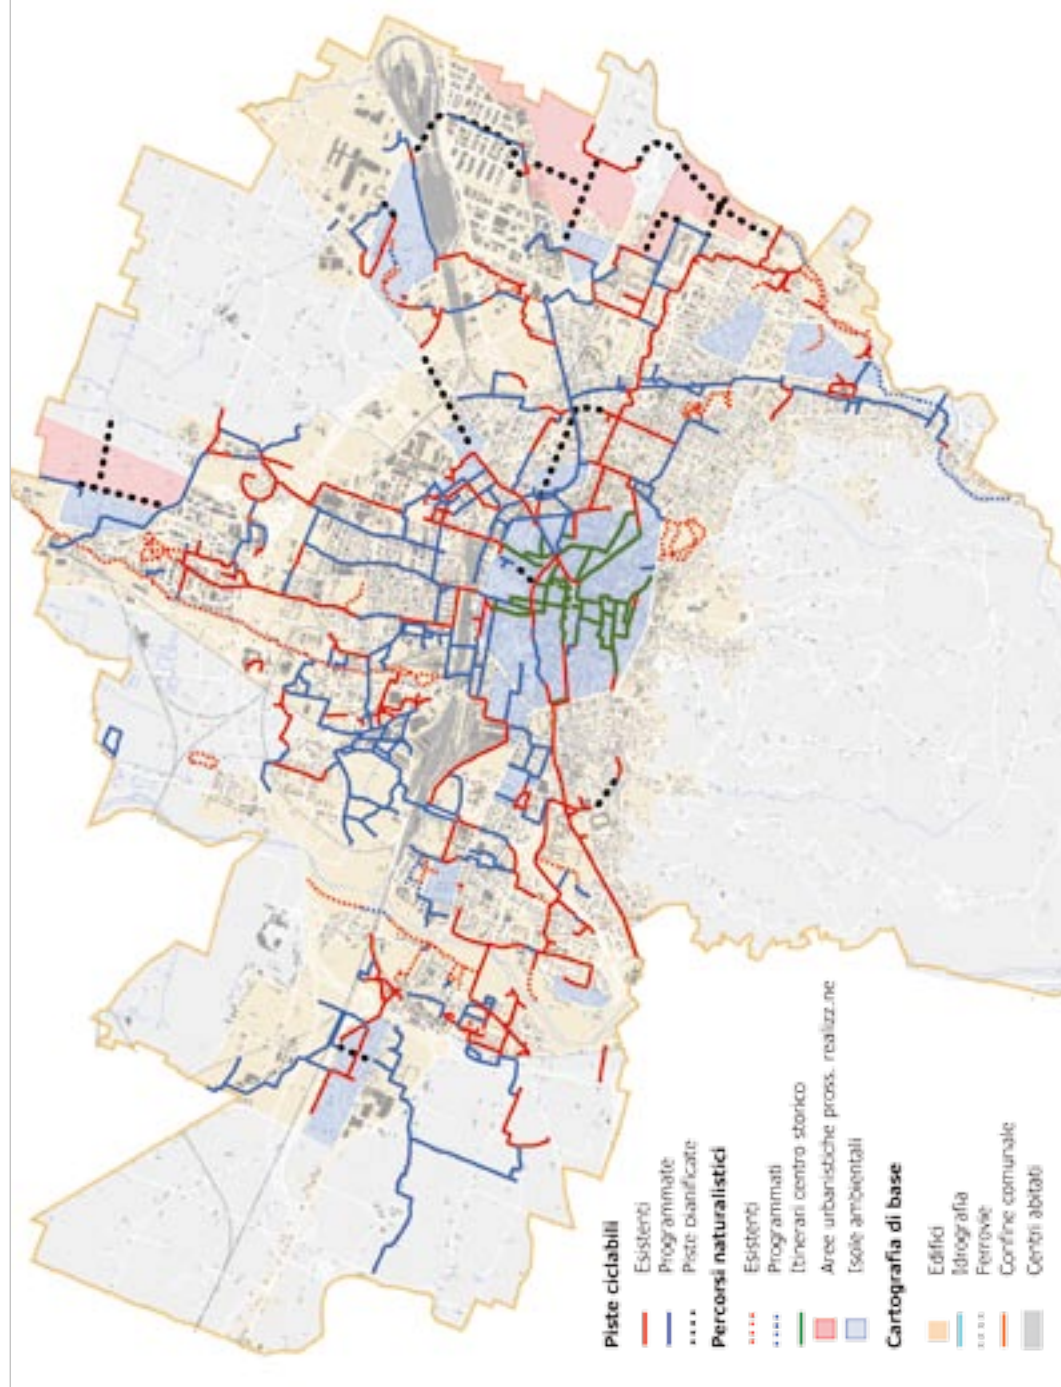 Piste ciclabili
Esistenti
Programmate
Piste pianificate
Percorsi naturalistici
Esistenti
Programmati
Itinerari centro storico
Aree urbanistiche pross. realizz.ne
Isole ambientali
Cartografia di base
Edifici
Idrografia
Ferrovie
Confine comunale
Centri abitati